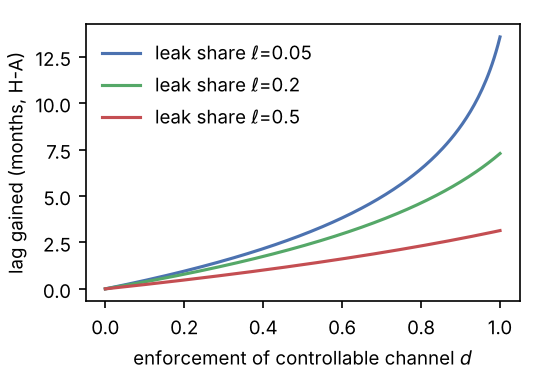 lag gained (months, H-A)
12.5
10.0
7.5
5.0
2.5
0.0
leak share ℓ=0.05
leak share ℓ=0.2
leak share ℓ=0.5
0.0 0.2 0.4 0.6 0.8 1.0
enforcement of controllable channel d